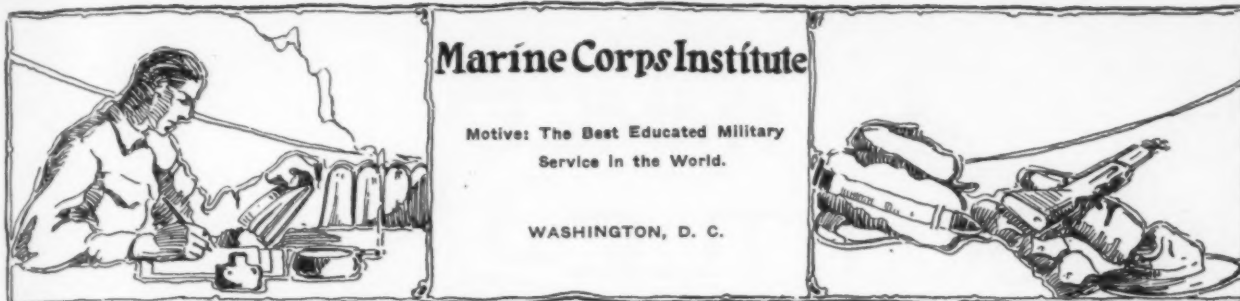 Marine Corps Institute
Motive: The Best Educated Military
Service in the World.
WASHINGTON, D. C.